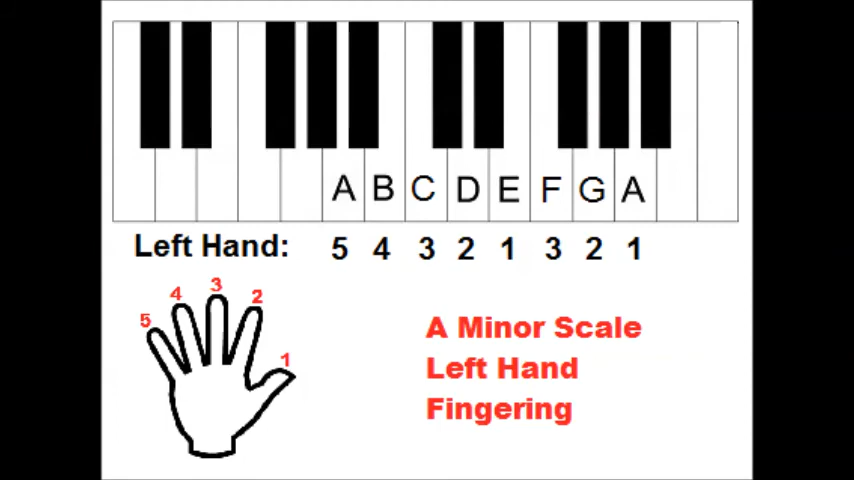 A B C D E F G A
Left Hand: 5 4 3 2 1 3 2 1
5 4 3 2 1
A Minor Scale
Left Hand
Fingering